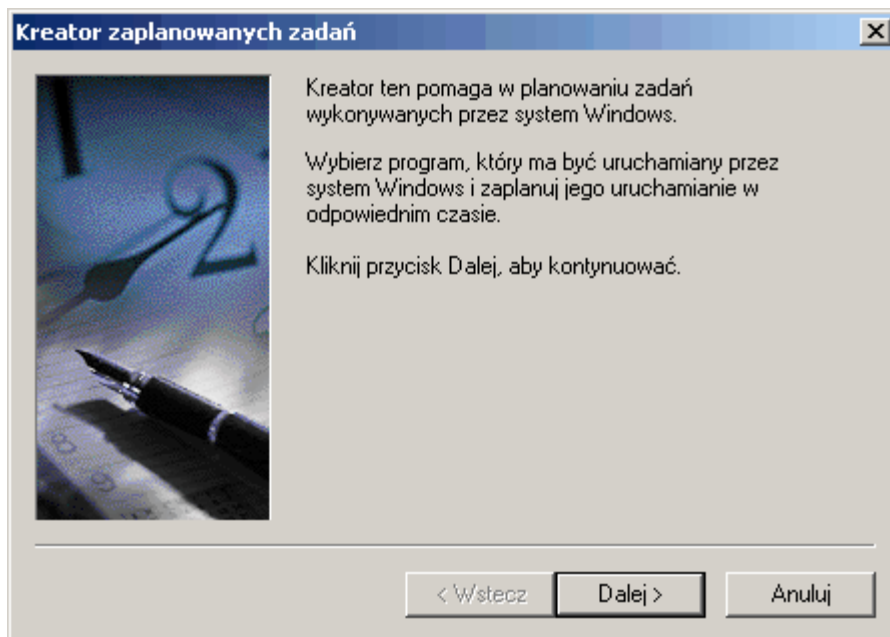 Kreator zaplanowanych zadań
Kreator ten pomaga w planowaniu zadań
wykonywanych przez system Windows.
Wybierz program, który ma być uruchamiany przez
system Windows i zaplanuj jego uruchamianie w
odpowiednim czasie.
Kliknij przycisk Dalej, aby kontynuować.
2
< Wstecz
Dalej >
Anuluj